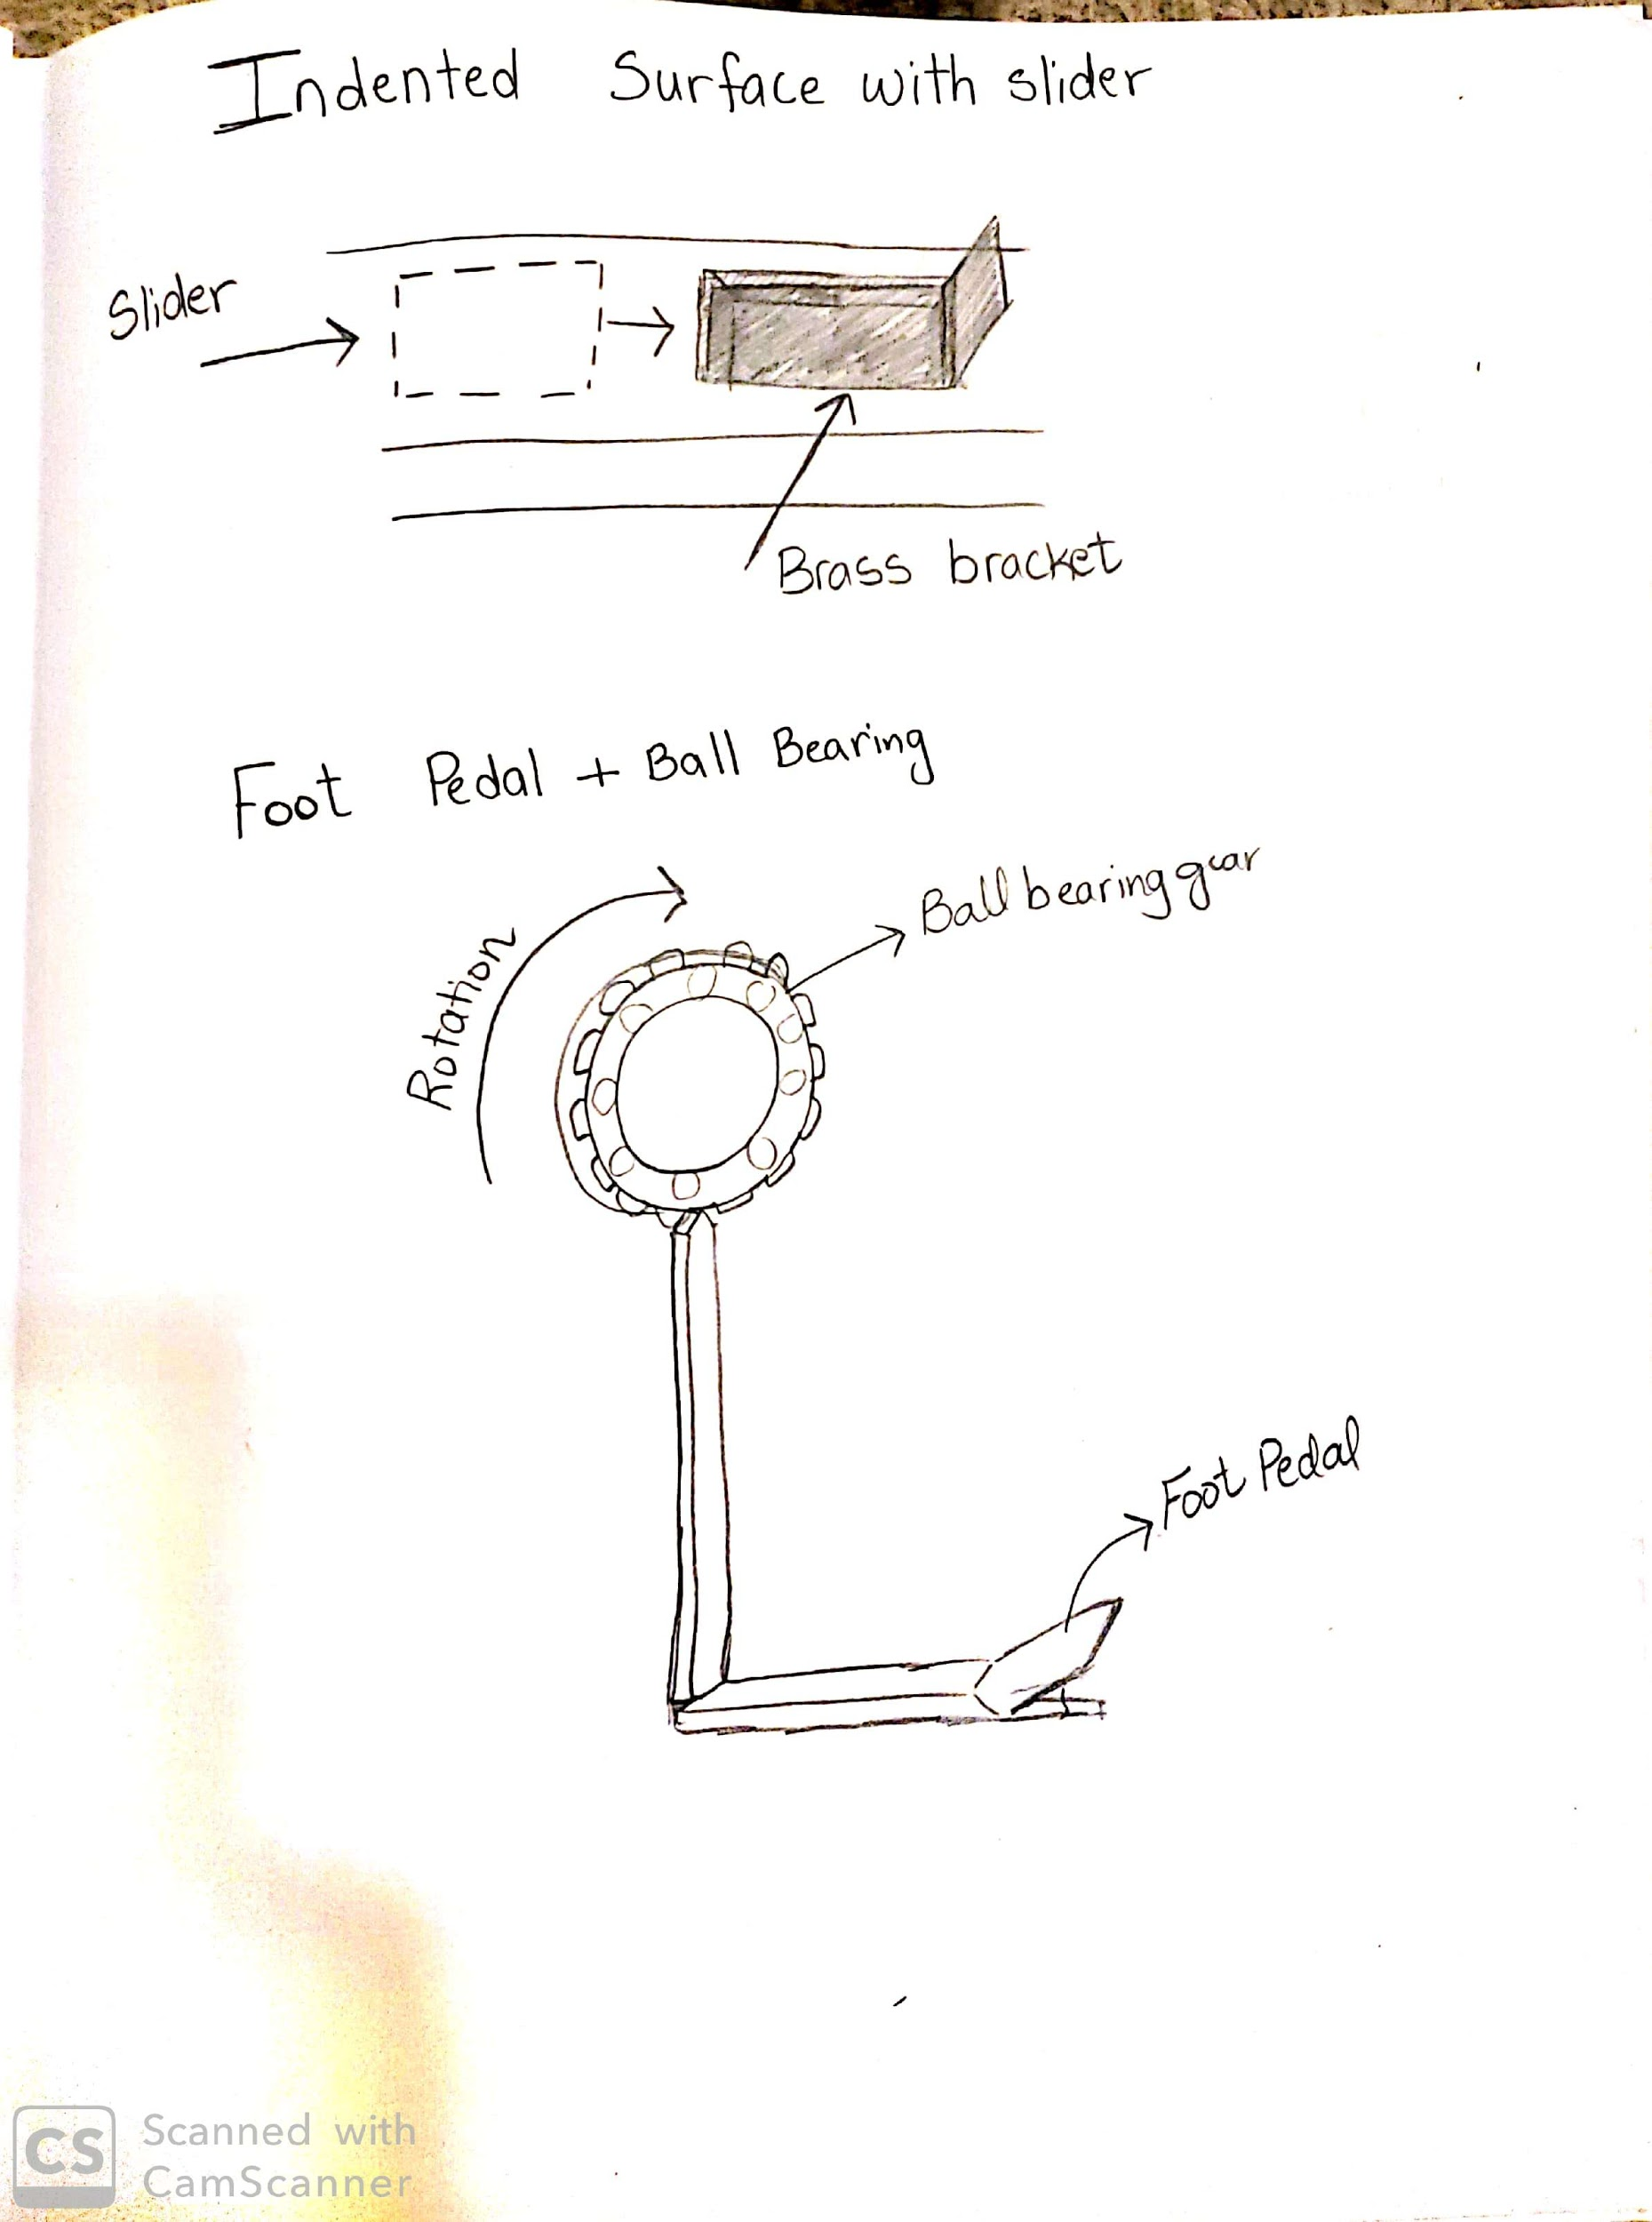 Indented Surface with slider
Slider
Brass bracket
Foot Pedal + Ball Bearing
Ball bearing gear
Rotation
Foot Pedal
CS
Scanned with
CamScanner